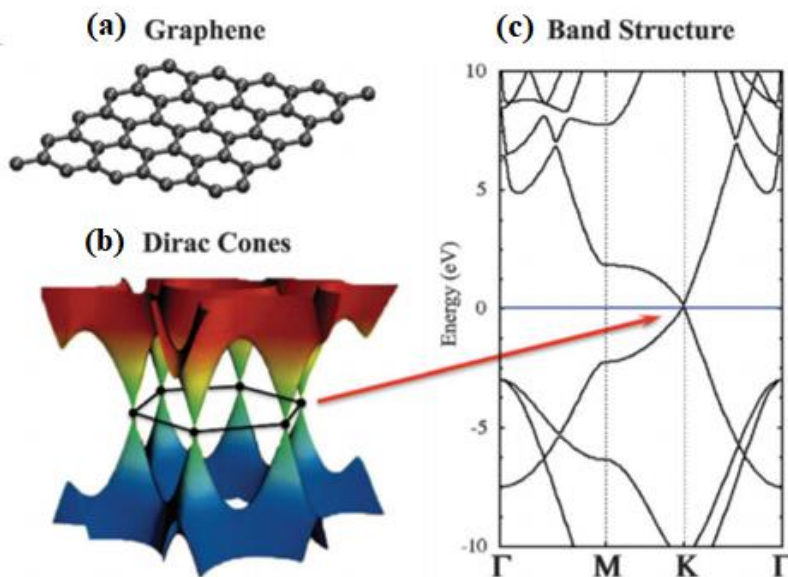 (a) Graphene
(b) Dirac Cones
(c) Band Structure
Energy (eV)
10
5
0
-5
-10
Γ M K Γ